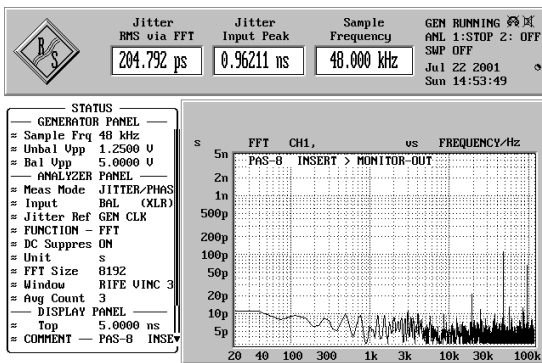 R&S
Jitter
RMS via FFT
204.792 ps
Jitter
Input Peak
0.96211 ns
Sample
Frequency
48.000 kHz
GEN RUNNING
ANL 1:STOP 2: OFF
SWP OFF
Jul 22 2001
Sun 14:53:49
STATUS
GENERATOR PANEL
≈ Sample Frq 48 kHz
≈ Unbal Vpp 1.2500 V
≈ Bal Vpp 5.0000 V
ANALYZER PANEL
≈ Meas Mode JITTER/PHAS
≈ Input BAL (XLR)
≈ Jitter Ref GEN CLK
≈ FUNCTION - FFT
≈ DC Suppres ON
≈ Unit s
≈ FFT Size 8192
≈ Window RIFE VINC 3
≈ Avg Count 3
DISPLAY PANEL
≈ Top 5.0000 ns
≈ COMMENT — PAS-8 INSE
s FFT CH1, vs FREQUENCY/Hz
PAS-8 INSERT > MONITOR-OUT
5n
2n
1n
500p
200p
100p
50p
20p
10p
5p
20 40 100 300 1k 3k 10k 30k 100k